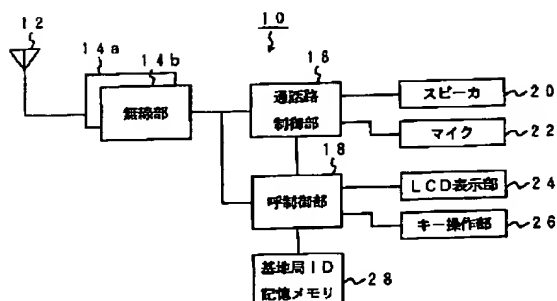 10
12
14a
14b
無線部
16
通話路
制御部
スピーカ
20
マイク
22
18
呼制御部
LCD表示部
24
キー操作部
26
基地局ID
記憶メモリ
28